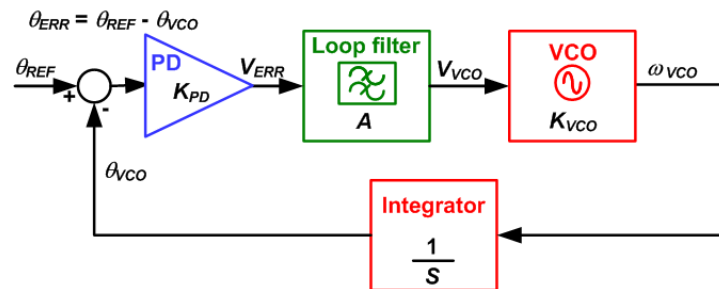 θERR = θREF - θVCO
θREF
+
-
PD
KPD
VERR
Loop filter
A
VVCO
VCO
KVCO
ωVCO
θVCO
Integrator
1
S